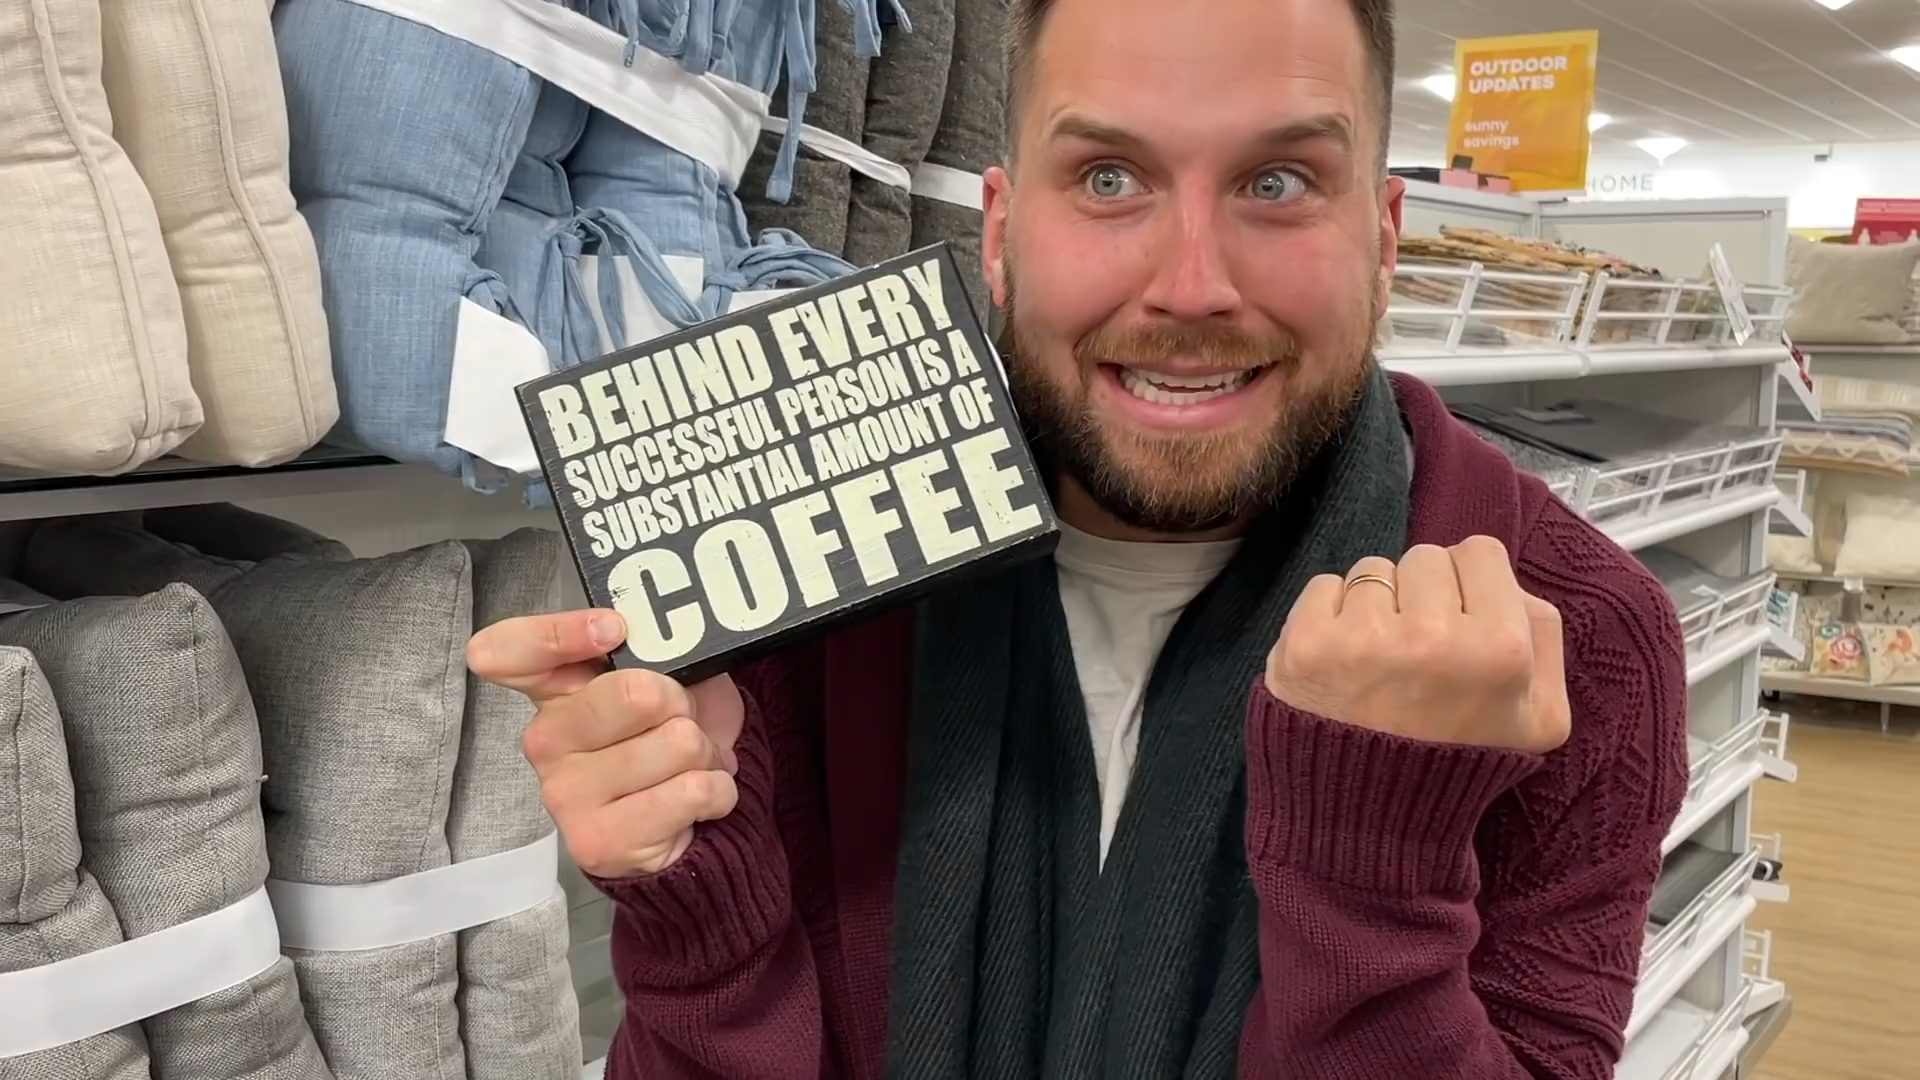 BEHIND EVERY
SUCCESSFUL PERSON IS A
SUBSTANTIAL AMOUNT OF
COFFEE
OUTDOOR
UPDATES
sunny
savings
HOME